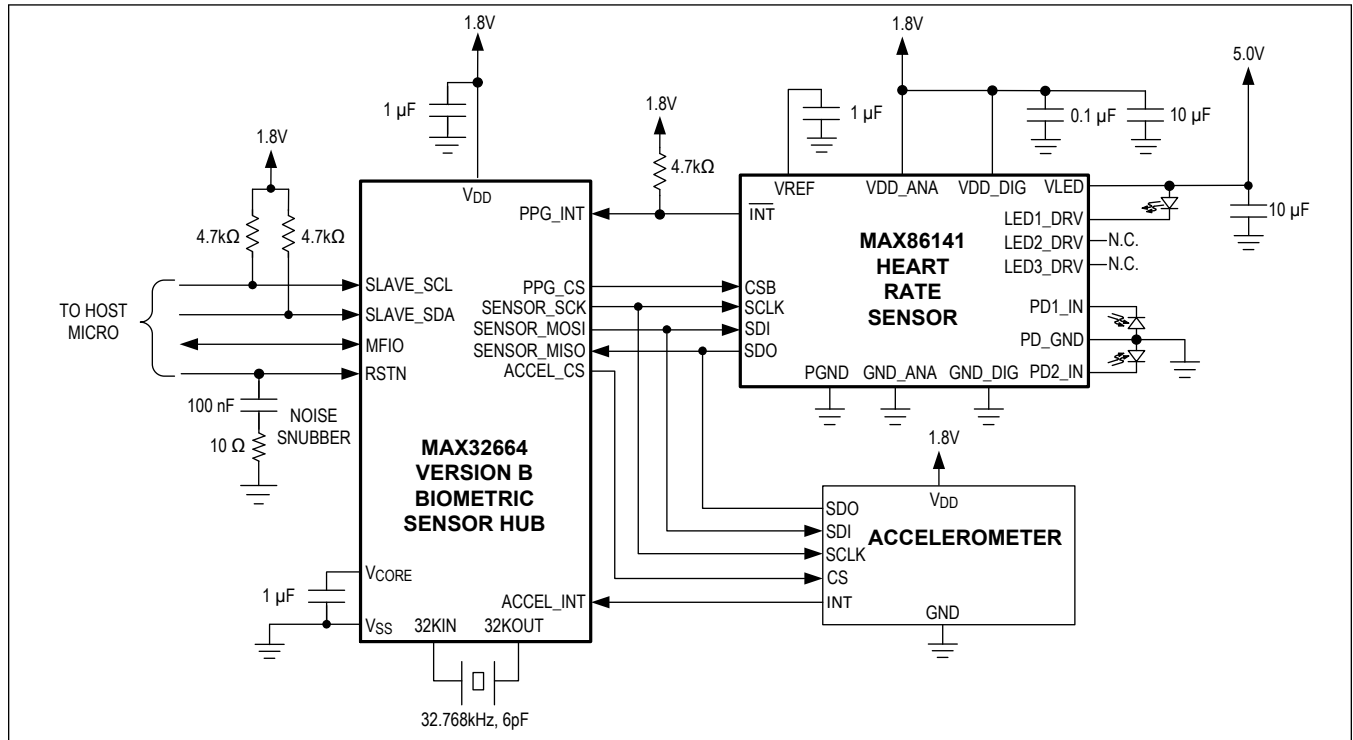 1.8V
1.8V
5.0V
1 µF
1.8V
1 µF
0.1 µF
10 µF
1.8V
4.7kΩ
VDD
VREF
VDD_ANA
VDD_DIG
VLED
PPG_INT
INT
LED1_DRV
10 µF
4.7kΩ
4.7kΩ
MAX86141
HEART
RATE
SENSOR
LED2_DRV
N.C.
LED3_DRV
N.C.
TO HOST
MICRO
SLAVE_SCL
SLAVE_SDA
MFIO
RSTN
PPG_CS
SENSOR_SCK
SENSOR_MOSI
SENSOR_MISO
ACCEL_CS
CSB
SCLK
SDI
SDO
PD1_IN
PD_GND
PD2_IN
PGND
GND_ANA
GND_DIG
100 nF
NOISE
SNUBBER
10 Ω
MAX32664
VERSION B
BIOMETRIC
SENSOR HUB
1.8V
VDD
SDO
SDI
SCLK
CS
INT
ACCELEROMETER
GND
VCORE
1 µF
ACCEL_INT
VSS
32KIN
32KOUT
32.768kHz, 6pF